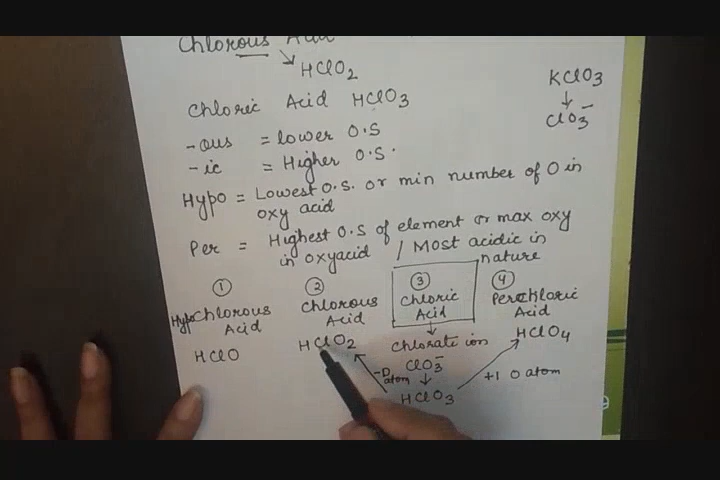 Chlorous Acid
↘ HClO2
KClO3
↓
ClO3⁻
Chloric Acid HClO3
-ous = lower O.S
-ic = Higher O.S.
Hypo = Lowest O.S. or min number of O in
oxy acid
Per = Highest O.S of element or max oxy
in oxyacid / Most acidic in
nature
① ② ③ ④
HypoChlorous
Acid
HClO
Chlorous
Acid
HClO2
Chloric
Acid
↓
Chlorate ion
ClO3⁻
↓
HClO3
-O
atom
+1 O atom
Perchloric
Acid
HClO4